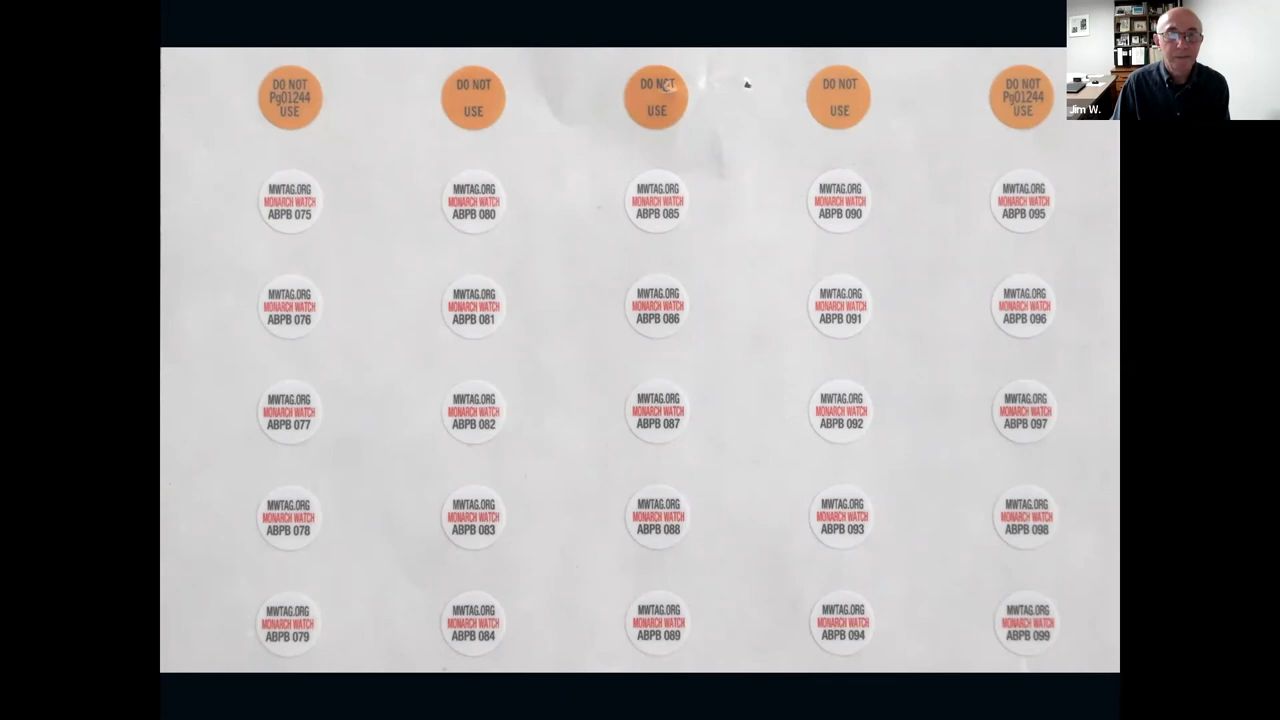 DO NOT
Pg01244
USE
DO NOT
USE
DO NOT
USE
DO NOT
USE
DO NOT
Pg01244
USE
Jim W.
MWTAG.ORG
MONARCH WATCH
ABPB 075
MWTAG.ORG
MONARCH WATCH
ABPB 080
MWTAG.ORG
MONARCH WATCH
ABPB 085
MWTAG.ORG
MONARCH WATCH
ABPB 090
MWTAG.ORG
MONARCH WATCH
ABPB 095
MWTAG.ORG
MONARCH WATCH
ABPB 076
MWTAG.ORG
MONARCH WATCH
ABPB 081
MWTAG.ORG
MONARCH WATCH
ABPB 086
MWTAG.ORG
MONARCH WATCH
ABPB 091
MWTAG.ORG
MONARCH WATCH
ABPB 096
MWTAG.ORG
MONARCH WATCH
ABPB 077
MWTAG.ORG
MONARCH WATCH
ABPB 082
MWTAG.ORG
MONARCH WATCH
ABPB 087
MWTAG.ORG
MONARCH WATCH
ABPB 092
MWTAG.ORG
MONARCH WATCH
ABPB 097
MWTAG.ORG
MONARCH WATCH
ABPB 078
MWTAG.ORG
MONARCH WATCH
ABPB 083
MWTAG.ORG
MONARCH WATCH
ABPB 088
MWTAG.ORG
MONARCH WATCH
ABPB 093
MWTAG.ORG
MONARCH WATCH
ABPB 098
MWTAG.ORG
MONARCH WATCH
ABPB 079
MWTAG.ORG
MONARCH WATCH
ABPB 084
MWTAG.ORG
MONARCH WATCH
ABPB 089
MWTAG.ORG
MONARCH WATCH
ABPB 094
MWTAG.ORG
MONARCH WATCH
ABPB 099